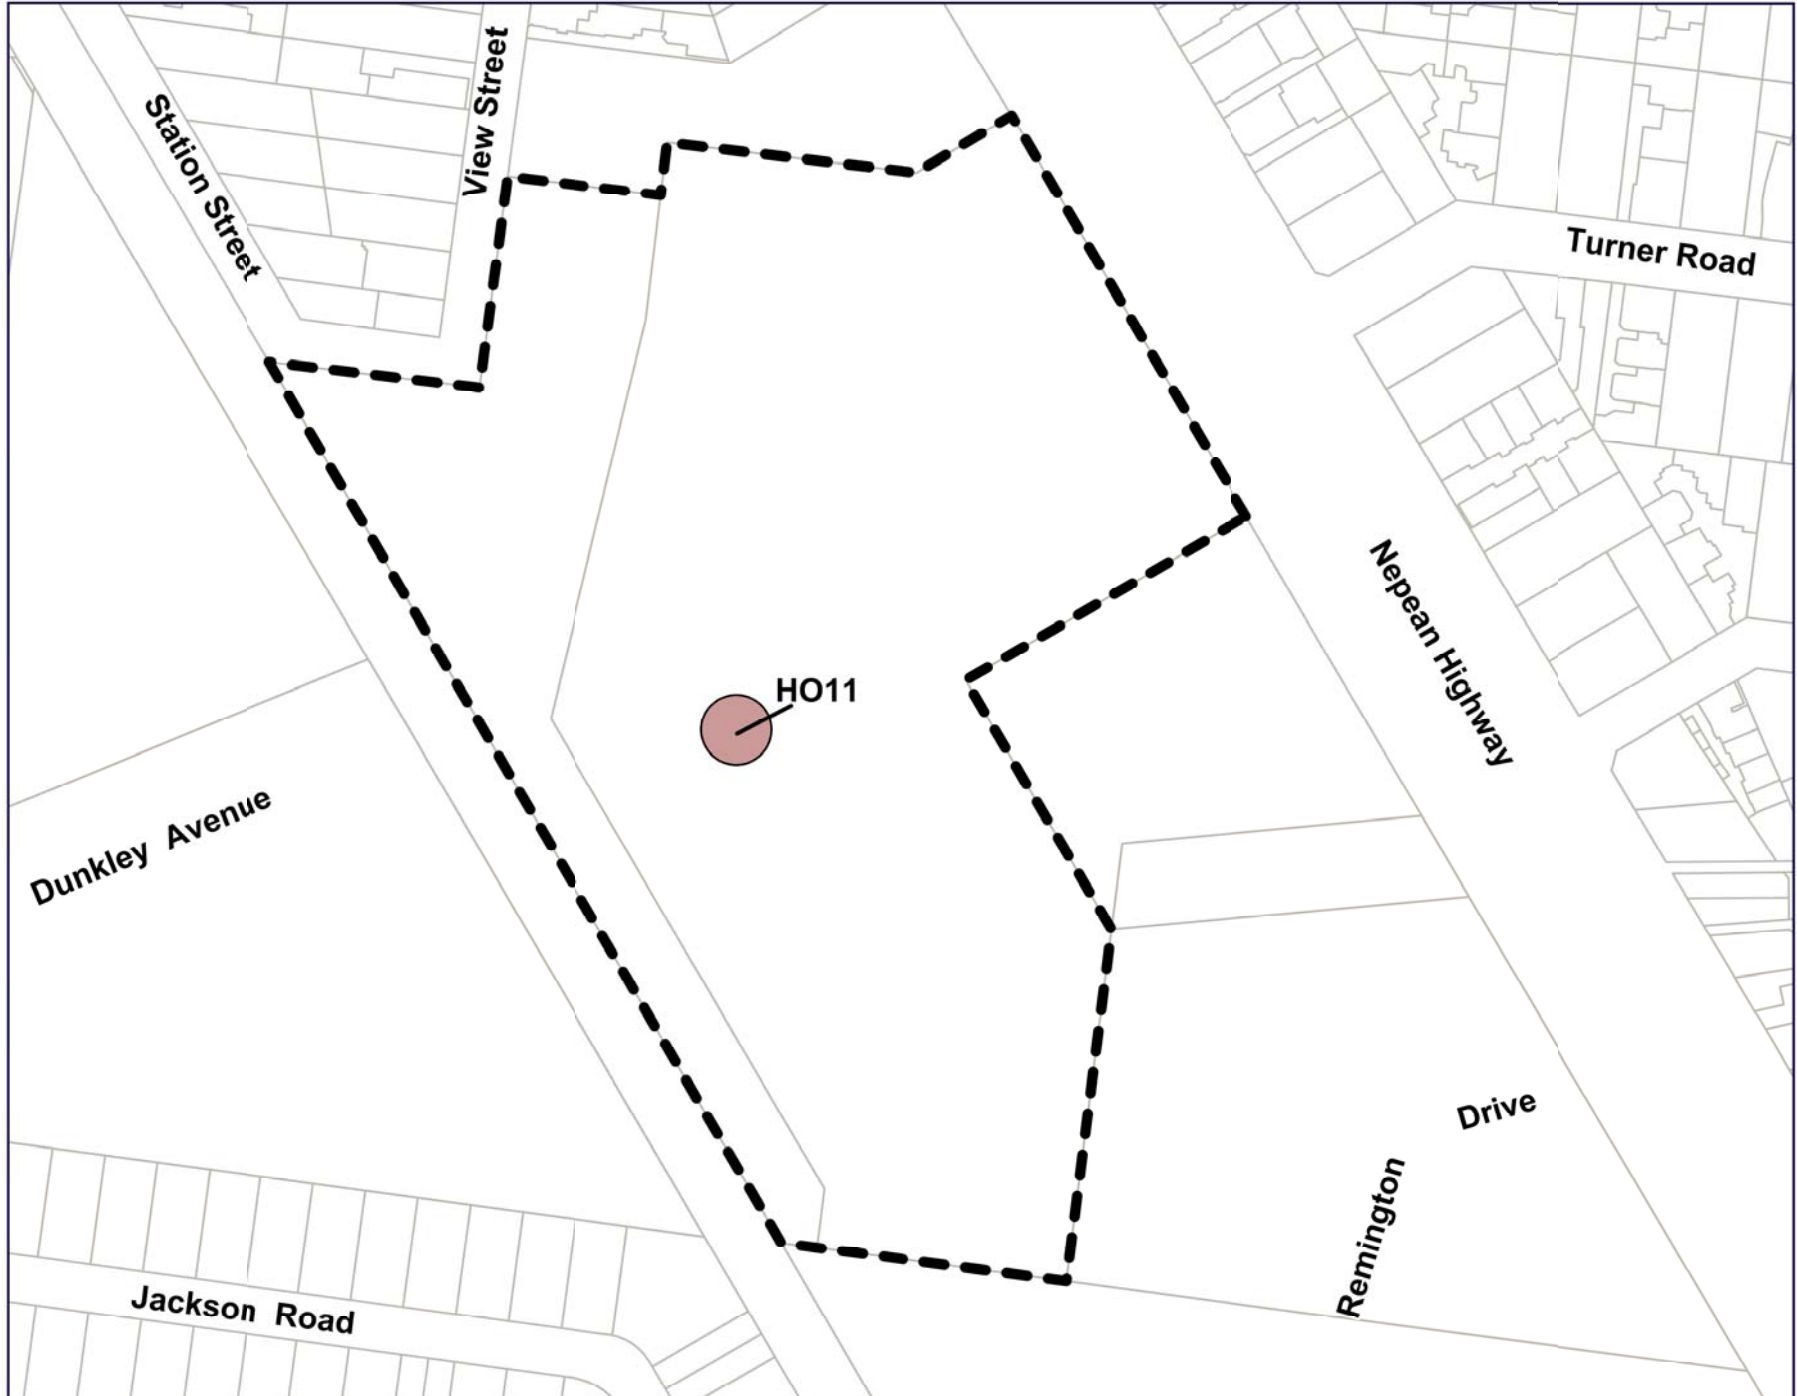 View Street
Station Street
Turner Road
Nepean Highway
HO11
Dunkley Avenue
Drive
Remington
Jackson Road